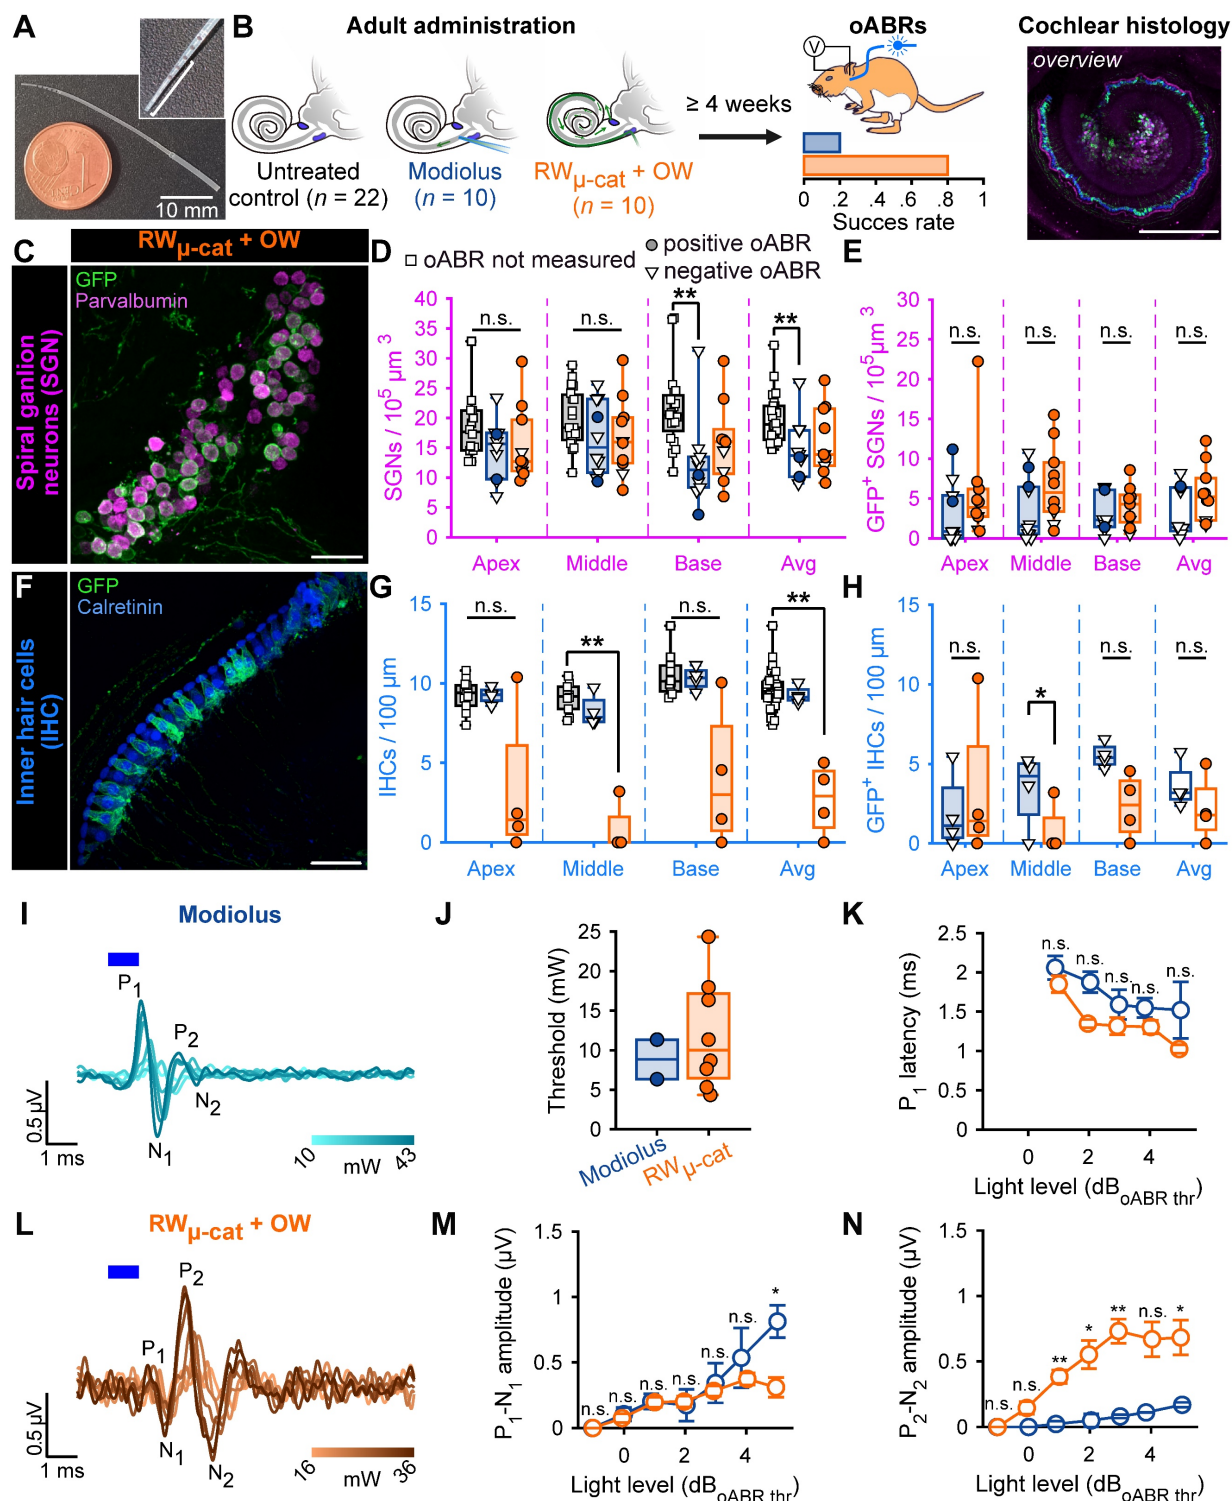 A
10 mm
B
Adult administration
oABRs
Cochlear histology
overview
V
≥ 4 weeks
Untreated
control (n = 22)
Modiolus
(n = 10)
RWμ-cat + OW
(n = 10)
0 .2 .4 .6 .8 1
Succes rate
RWμ-cat + OW
C
Spiral ganlion
neurons (SGN)
GFP
Parvalbumin
D
oABR not measured
positive oABR
negative oABR
SGNs / 10⁵ μm ³
40
35
30
25
20
15
10
5
0
n.s.
n.s.
**
**
Apex Middle Base Avg
E
GFP⁺ SGNs / 10⁵μm ³
30
25
20
15
10
5
0
n.s. n.s. n.s. n.s.
Apex Middle Base Avg
F
Inner hair cells
(IHC)
GFP
Calretinin
G
IHCs / 100 μm
15
10
5
0
n.s.
**
n.s.
**
Apex Middle Base Avg
H
GFP⁺ IHCs / 100 μm
15
10
5
0
n.s.
*
n.s.
n.s.
Apex Middle Base Avg
I
Modiolus
P1
P2
N2
N1
0.5 μV
1 ms
10 mW 43
J
Threshold (mW)
25
20
15
10
5
0
Modiolus
RWμ-cat
K
P1 latency (ms)
2.5
2
1.5
1
.5
0
n.s. n.s. n.s. n.s. n.s.
0 2 4
Light level (dBoABR thr)
L
RWμ-cat + OW
P2
P1
N1
N2
0.5 μV
1 ms
16 mW 36
M
P1-N1 amplitude (μV)
1.5
1
0.5
0
n.s. n.s. n.s. n.s. n.s. n.s. *
0 2 4
Light level (dBoABR thr)
N
P2-N2 amplitude (μV)
1.5
1
0.5
0
n.s. n.s. ** * ** n.s. *
0 2 4
Light level (dBoABR thr)